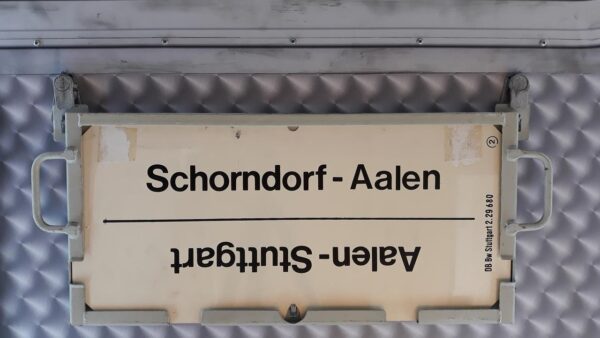 Schorndorf - Aalen
Aalen - Stuttgart
DB Bw Stuttgart 2.29 680
②